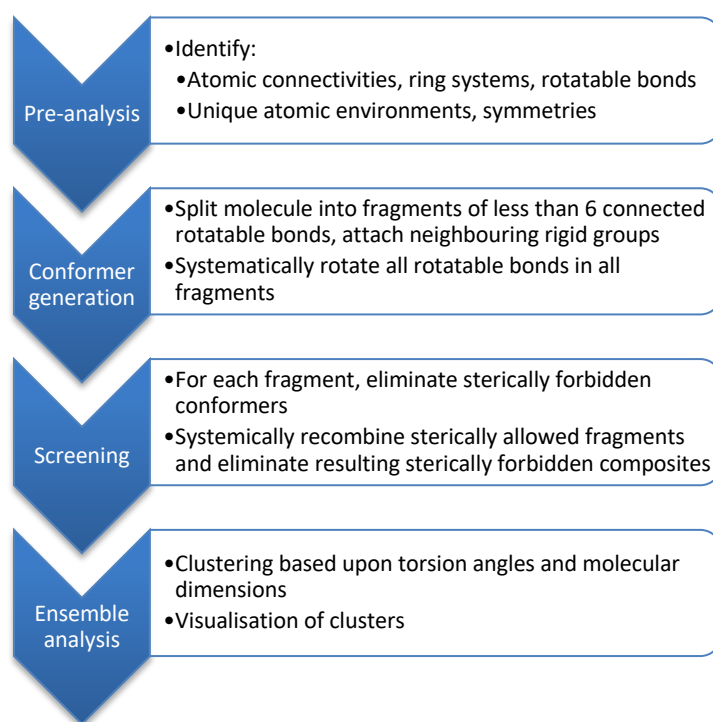 Pre-analysis
•Identify:
•Atomic connectivities, ring systems, rotatable bonds
•Unique atomic environments, symmetries
Conformer
generation
•Split molecule into fragments of less than 6 connected
rotatable bonds, attach neighbouring rigid groups
•Systematically rotate all rotatable bonds in all
fragments
Screening
•For each fragment, eliminate sterically forbidden
conformers
•Systemically recombine sterically allowed fragments
and eliminate resulting sterically forbidden composites
Ensemble
analysis
•Clustering based upon torsion angles and molecular
dimensions
•Visualisation of clusters